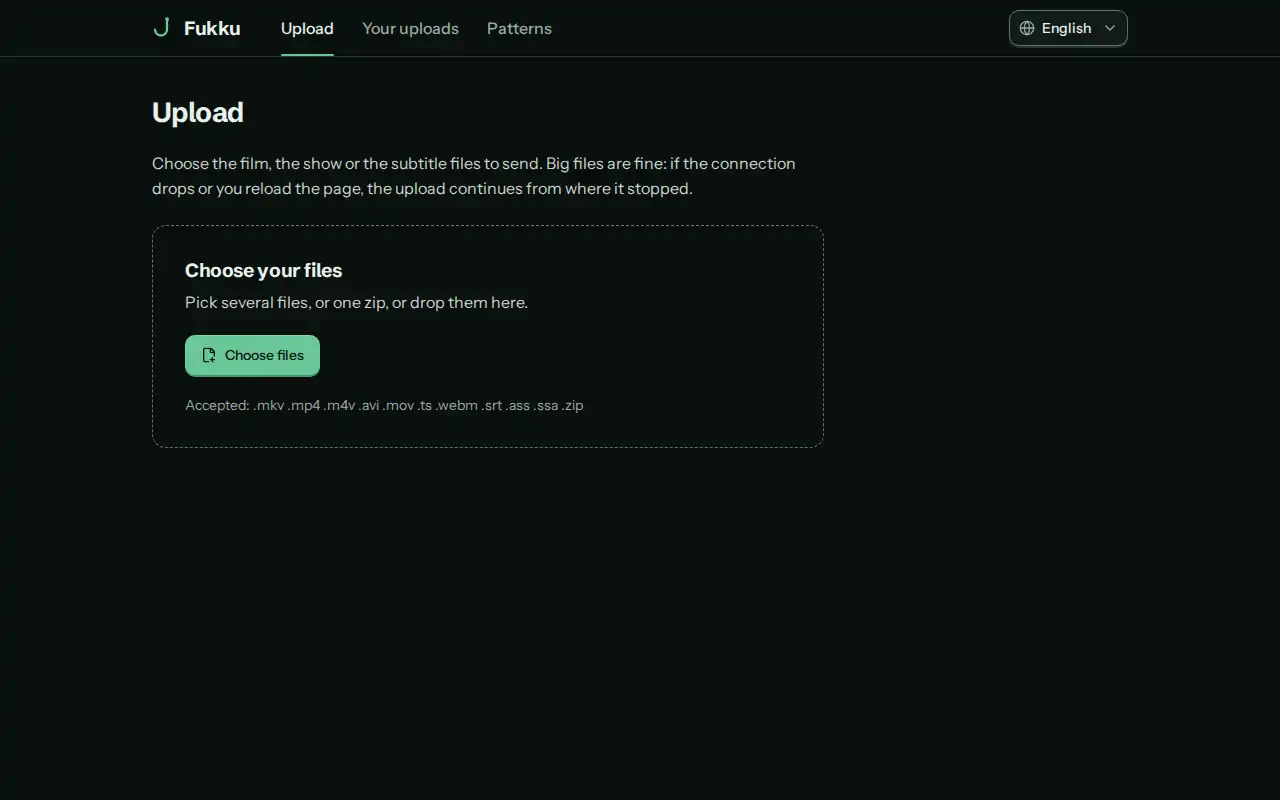 Fukku
Upload
Your uploads
Patterns
English
Upload
Choose the film, the show or the subtitle files to send. Big files are fine: if the connection
drops or you reload the page, the upload continues from where it stopped.
Choose your files
Pick several files, or one zip, or drop them here.
Choose files
Accepted: .mkv .mp4 .m4v .avi .mov .ts .webm .srt .ass .ssa .zip